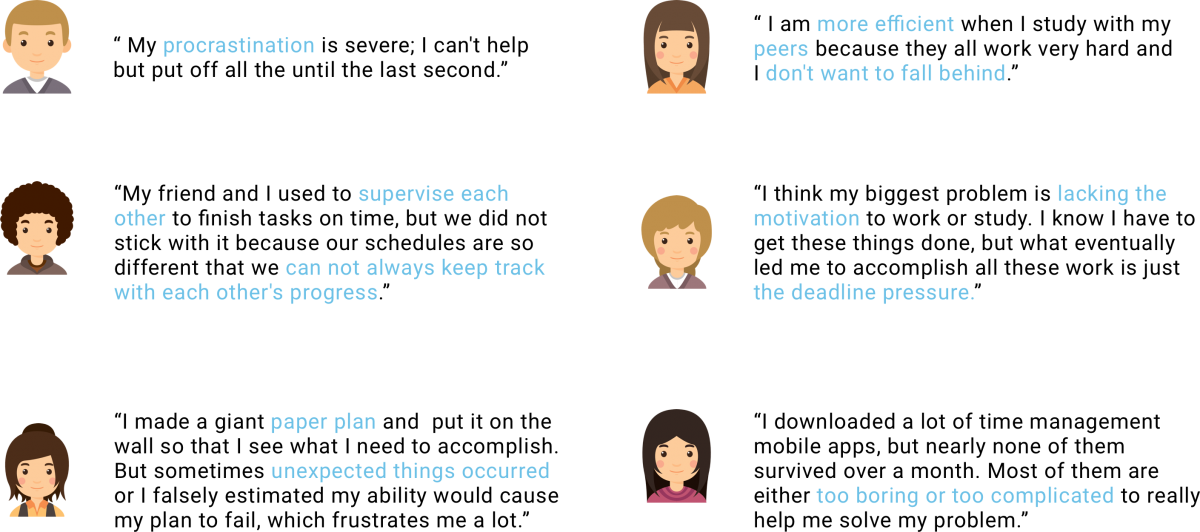 “ My procrastination is severe; I can't help
but put off all the until the last second.”
“ I am more efficient when I study with my
peers because they all work very hard and
I don't want to fall behind.”
“My friend and I used to supervise each
other to finish tasks on time, but we did not
stick with it because our schedules are so
different that we can not always keep track
with each other's progress.”
“I think my biggest problem is lacking the
motivation to work or study. I know I have to
get these things done, but what eventually
led me to accomplish all these work is just
the deadline pressure.”
“I made a giant paper plan and  put it on the
wall so that I see what I need to accomplish.
But sometimes unexpected things occurred
or I falsely estimated my ability would cause
my plan to fail, which frustrates me a lot.”
“I downloaded a lot of time management
mobile apps, but nearly none of them
survived over a month. Most of them are
either too boring or too complicated to really
help me solve my problem.”